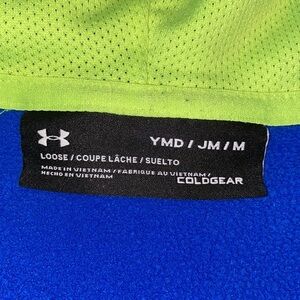 YMD / JM / M
LOOSE / COUPE LÂCHE / SUELTO
MADE IN VIETNAM / FABRIQUÉ AU VIETNAM /
HECHO EN VIETNAM
COLDGEAR